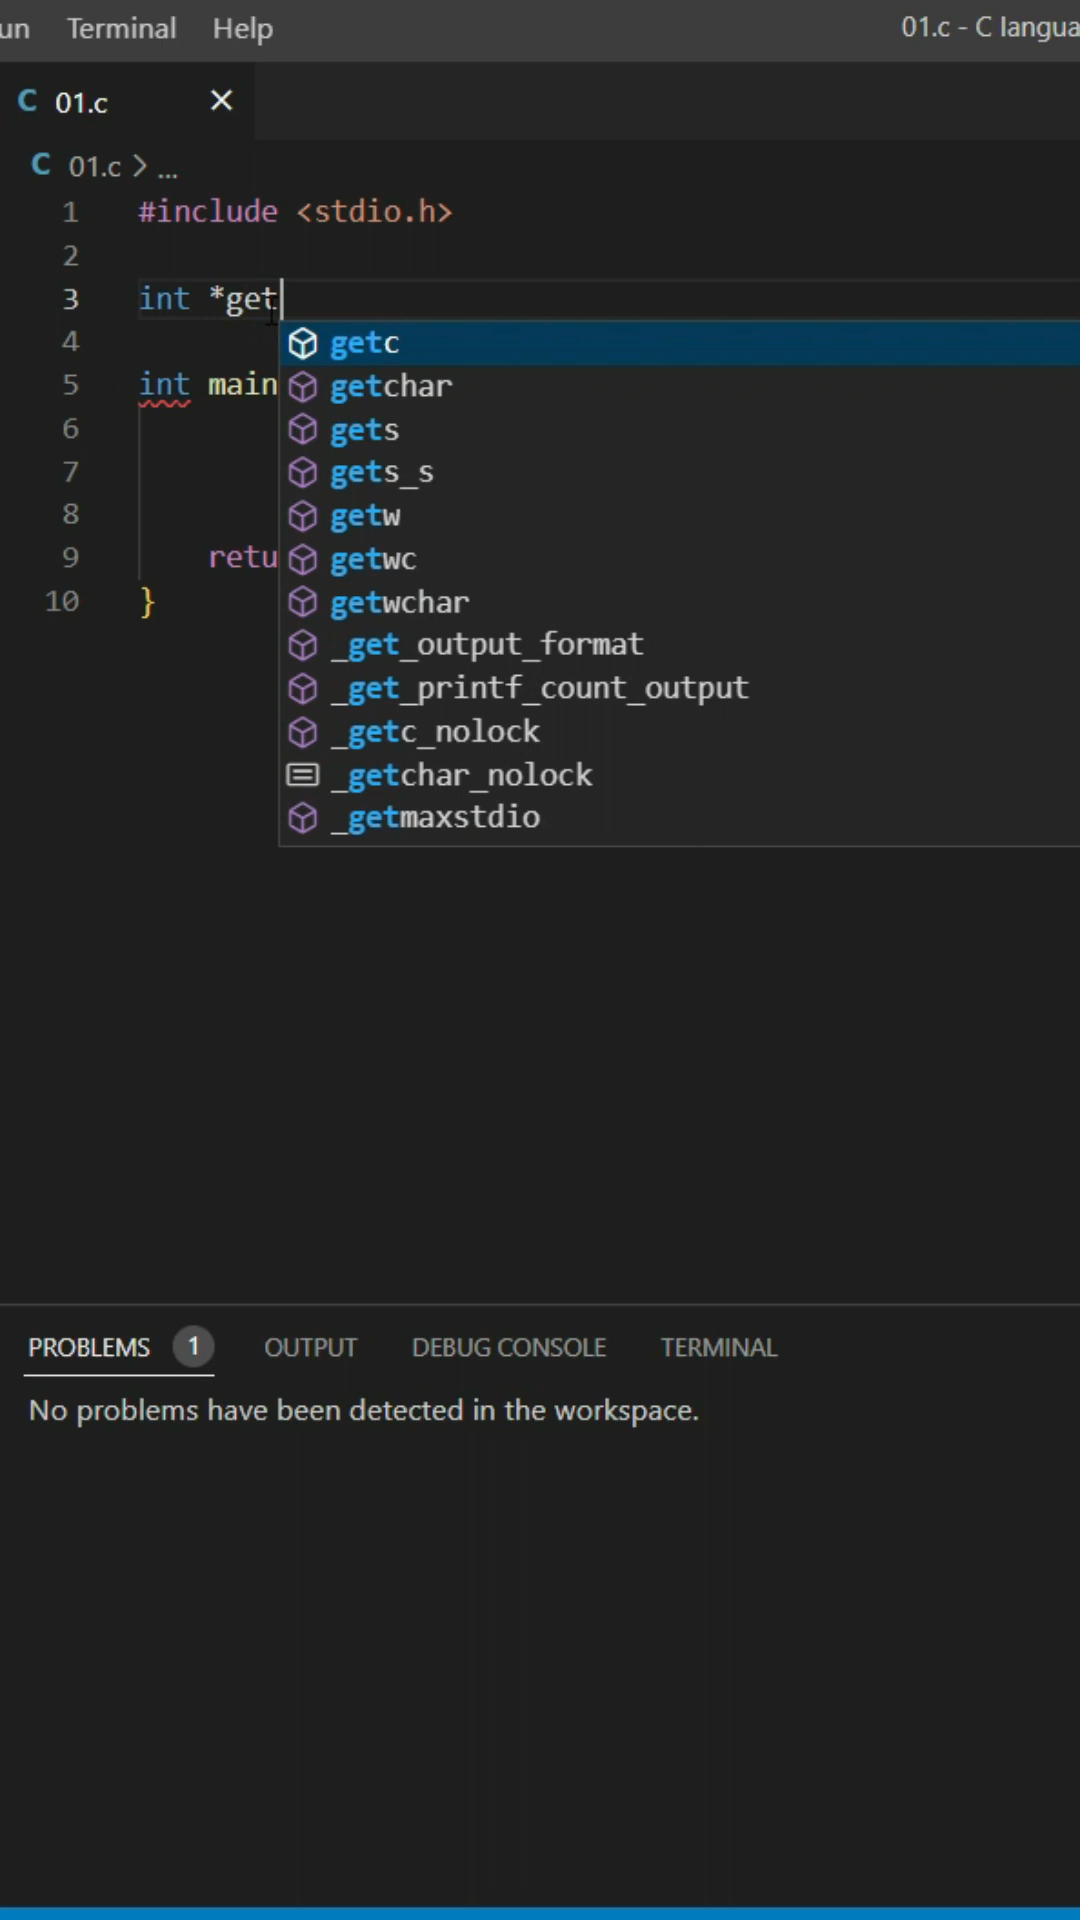 un Terminal Help 01.c - C langua
C 01.c ✕
C 01.c > ...
1 #include <stdio.h>
2
3 int *get
4 getc
5 int main getchar
6 gets
7 gets_s
8 getw
9 retu getwc
10 } getwchar
_get_output_format
_get_printf_count_output
_getc_nolock
_getchar_nolock
_getmaxstdio
PROBLEMS 1 OUTPUT DEBUG CONSOLE TERMINAL
No problems have been detected in the workspace.